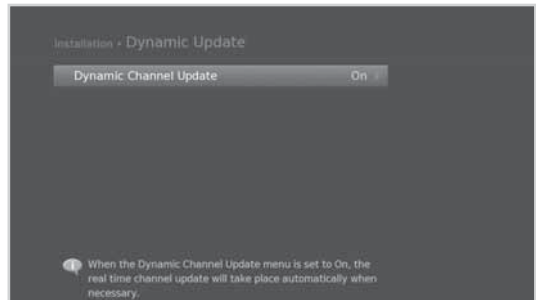 Installation • Dynamic Update
Dynamic Channel Update On
When the Dynamic Channel Update menu is set to On, the
real time channel update will take place automatically when
necessary.